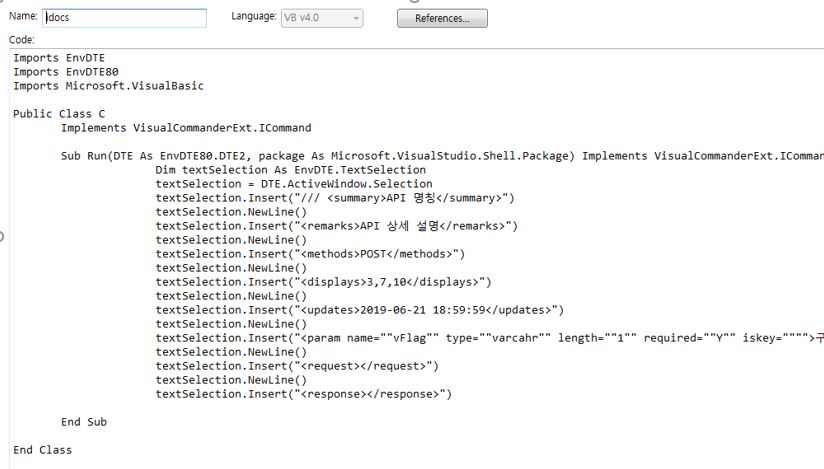 Name: docs Language: VB v4.0 References...
Code:
Imports EnvDTE
Imports EnvDTE80
Imports Microsoft.VisualBasic
Public Class C
Implements VisualCommanderExt.ICommand
Sub Run(DTE As EnvDTE80.DTE2, package As Microsoft.VisualStudio.Shell.Package) Implements VisualCommanderExt.ICommand
Dim textSelection As EnvDTE.TextSelection
textSelection = DTE.ActiveWindow.Selection
textSelection.Insert("/// <summary>API 명칭</summary>")
textSelection.NewLine()
textSelection.Insert("<remarks>API 상세 설명</remarks>")
textSelection.NewLine()
textSelection.Insert("<methods>POST</methods>")
textSelection.NewLine()
textSelection.Insert("<displays>3,7,10</displays>")
textSelection.NewLine()
textSelection.Insert("<updates>2019-06-21 18:59:59</updates>")
textSelection.NewLine()
textSelection.Insert("<param name=""vFlag"" type=""varcahr"" length=""1"" required=""Y"" iskey="""">구
textSelection.NewLine()
textSelection.Insert("<request></request>")
textSelection.NewLine()
textSelection.Insert("<response></response>")
End Sub
End Class